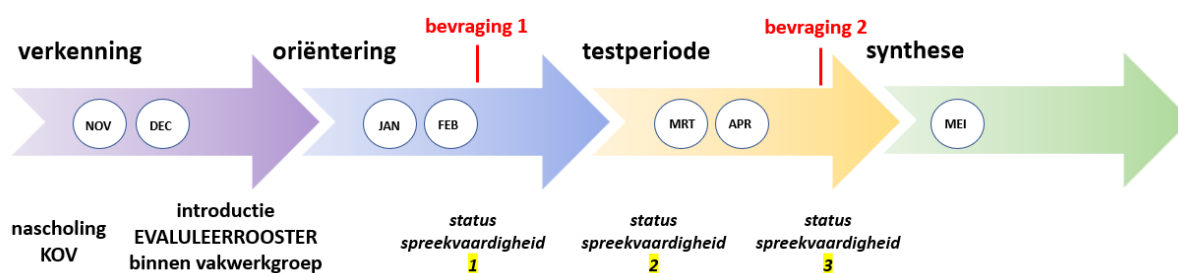 bevraging 1
bevraging 2
verkenning
oriëntering
testperiode
synthese
NOV
DEC
JAN
FEB
MRT
APR
MEI
nascholing
KOV
introductie
EVALULEERROOSTER
binnen vakwerkgroep
status
spreekvaardigheid
1
status
spreekvaardigheid
2
status
spreekvaardigheid
3